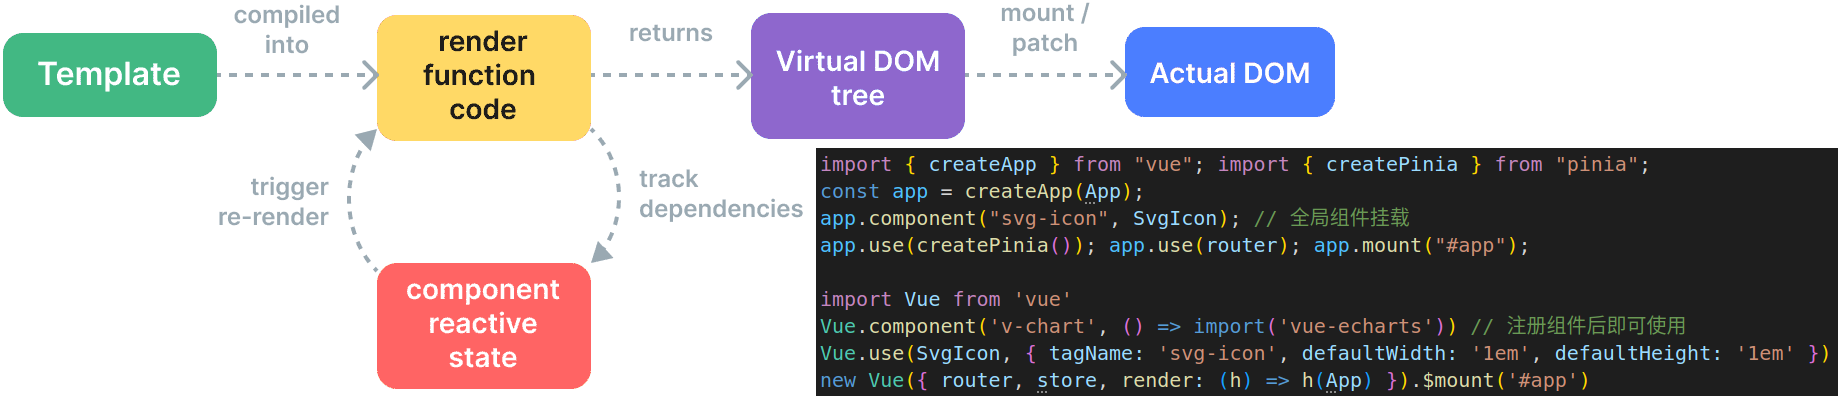 compiled
into
returns
mount /
patch
Template
render
function
code
Virtual DOM
tree
Actual DOM
trigger
re-render
track
dependencies
component
reactive
state
import { createApp } from "vue"; import { createPinia } from "pinia";
const app = createApp(App);
app.component("svg-icon", SvgIcon); // 全局组件挂载
app.use(createPinia()); app.use(router); app.mount("#app");
import Vue from 'vue'
Vue.component('v-chart', () => import('vue-echarts')) // 注册组件后即可使用
Vue.use(SvgIcon, { tagName: 'svg-icon', defaultWidth: '1em', defaultHeight: '1em' })
new Vue({ router, store, render: (h) => h(App) }).$mount('#app')